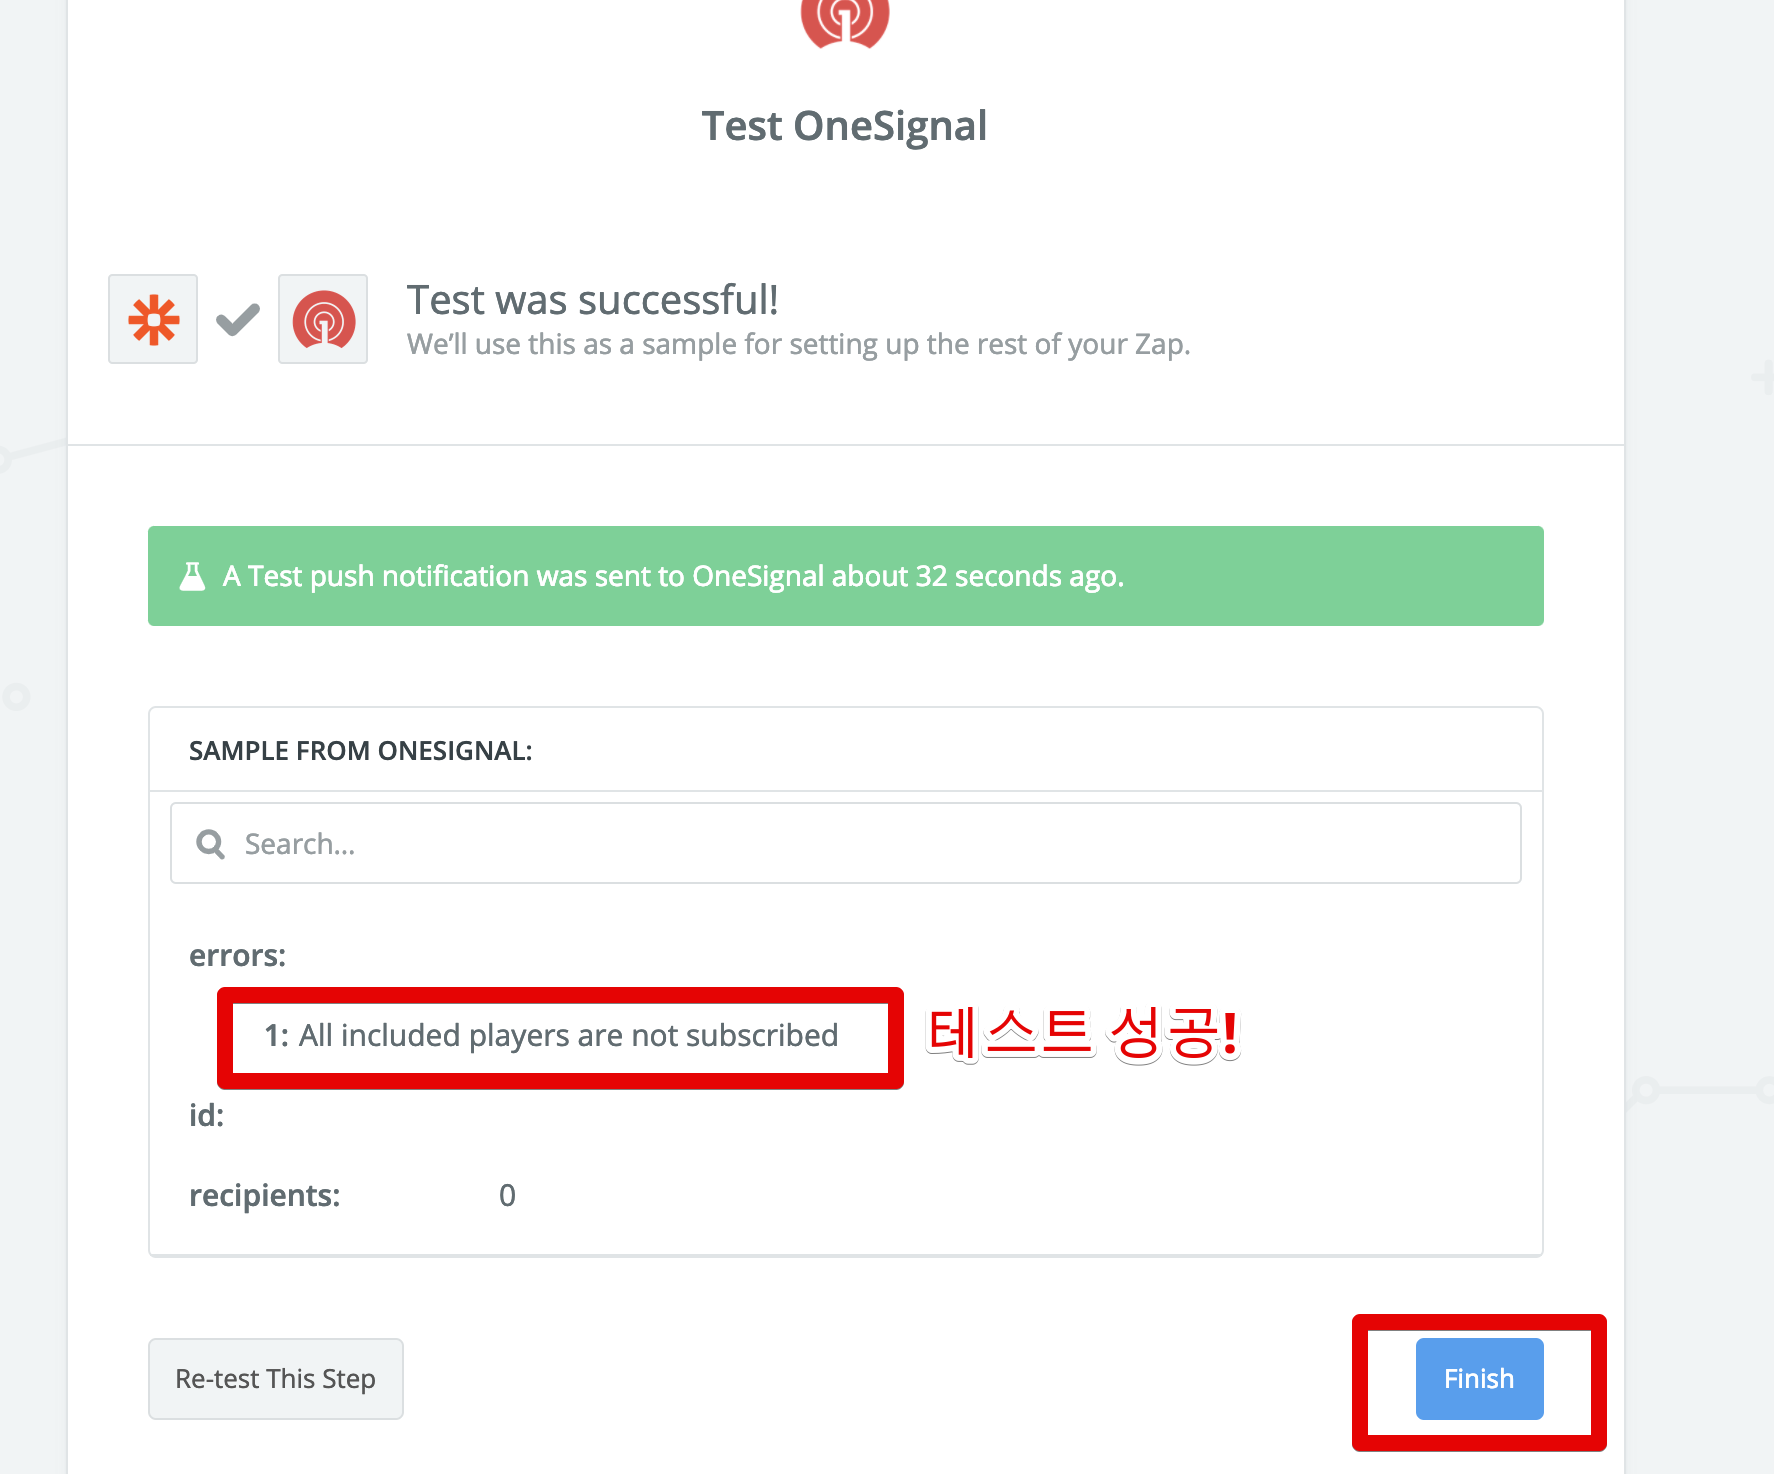 Test OneSignal
Test was successful!
We'll use this as a sample for setting up the rest of your Zap.
A Test push notification was sent to OneSignal about 32 seconds ago.
SAMPLE FROM ONESIGNAL:
Search...
errors:
1: All included players are not subscribed
테스트 성공!
id:
recipients: 0
Re-test This Step
Finish